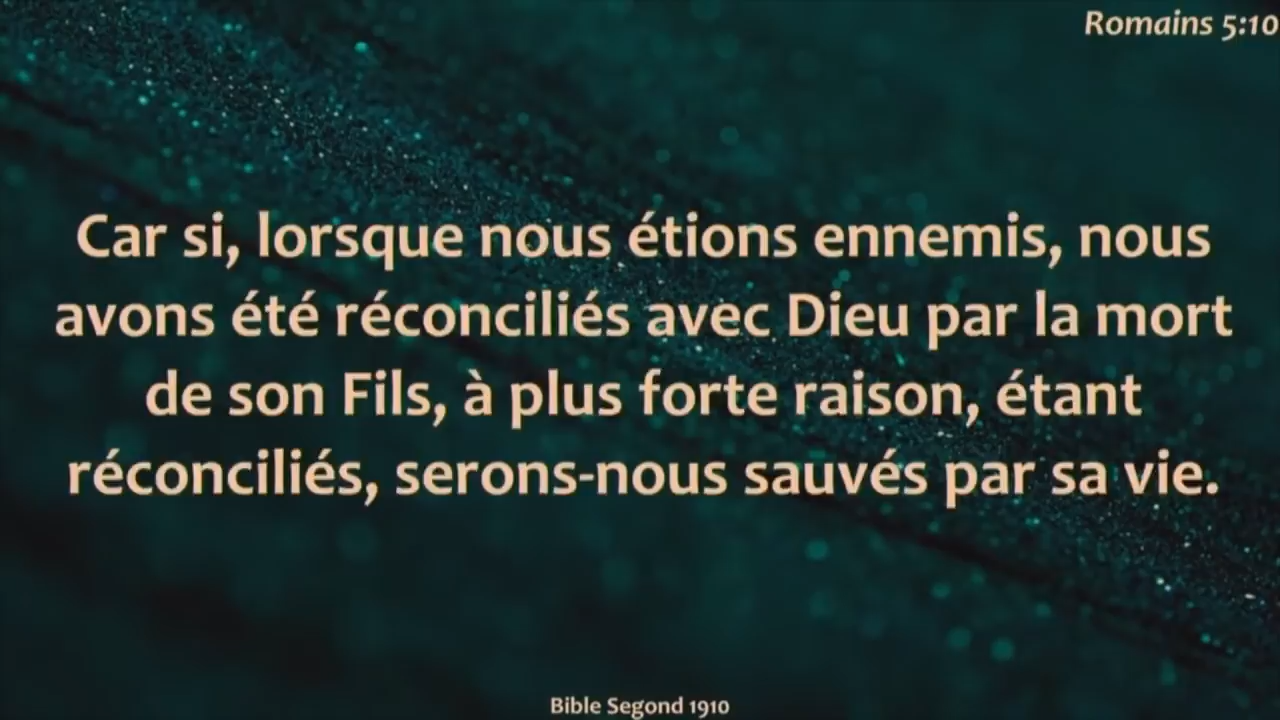 Romains 5:10
Car si, lorsque nous étions ennemis, nous
avons été réconciliés avec Dieu par la mort
de son Fils, à plus forte raison, étant
réconciliés, serons-nous sauvés par sa vie.
Bible Segond 1910